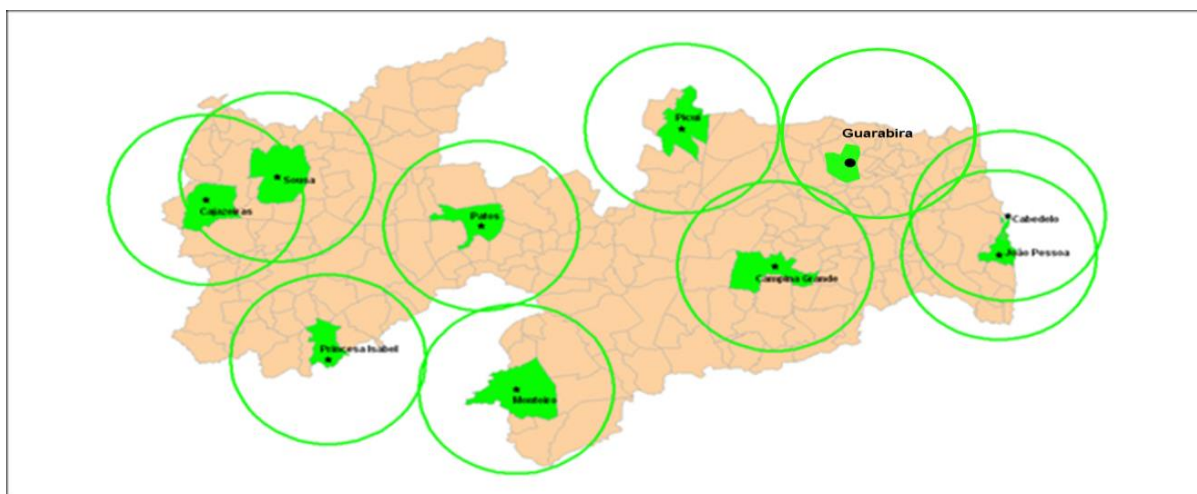 Picuí
Guarabira
Sousa
Cajazeiras
Patos
Cabedelo
João Pessoa
Campina Grande
Princesa Isabel
Monteiro